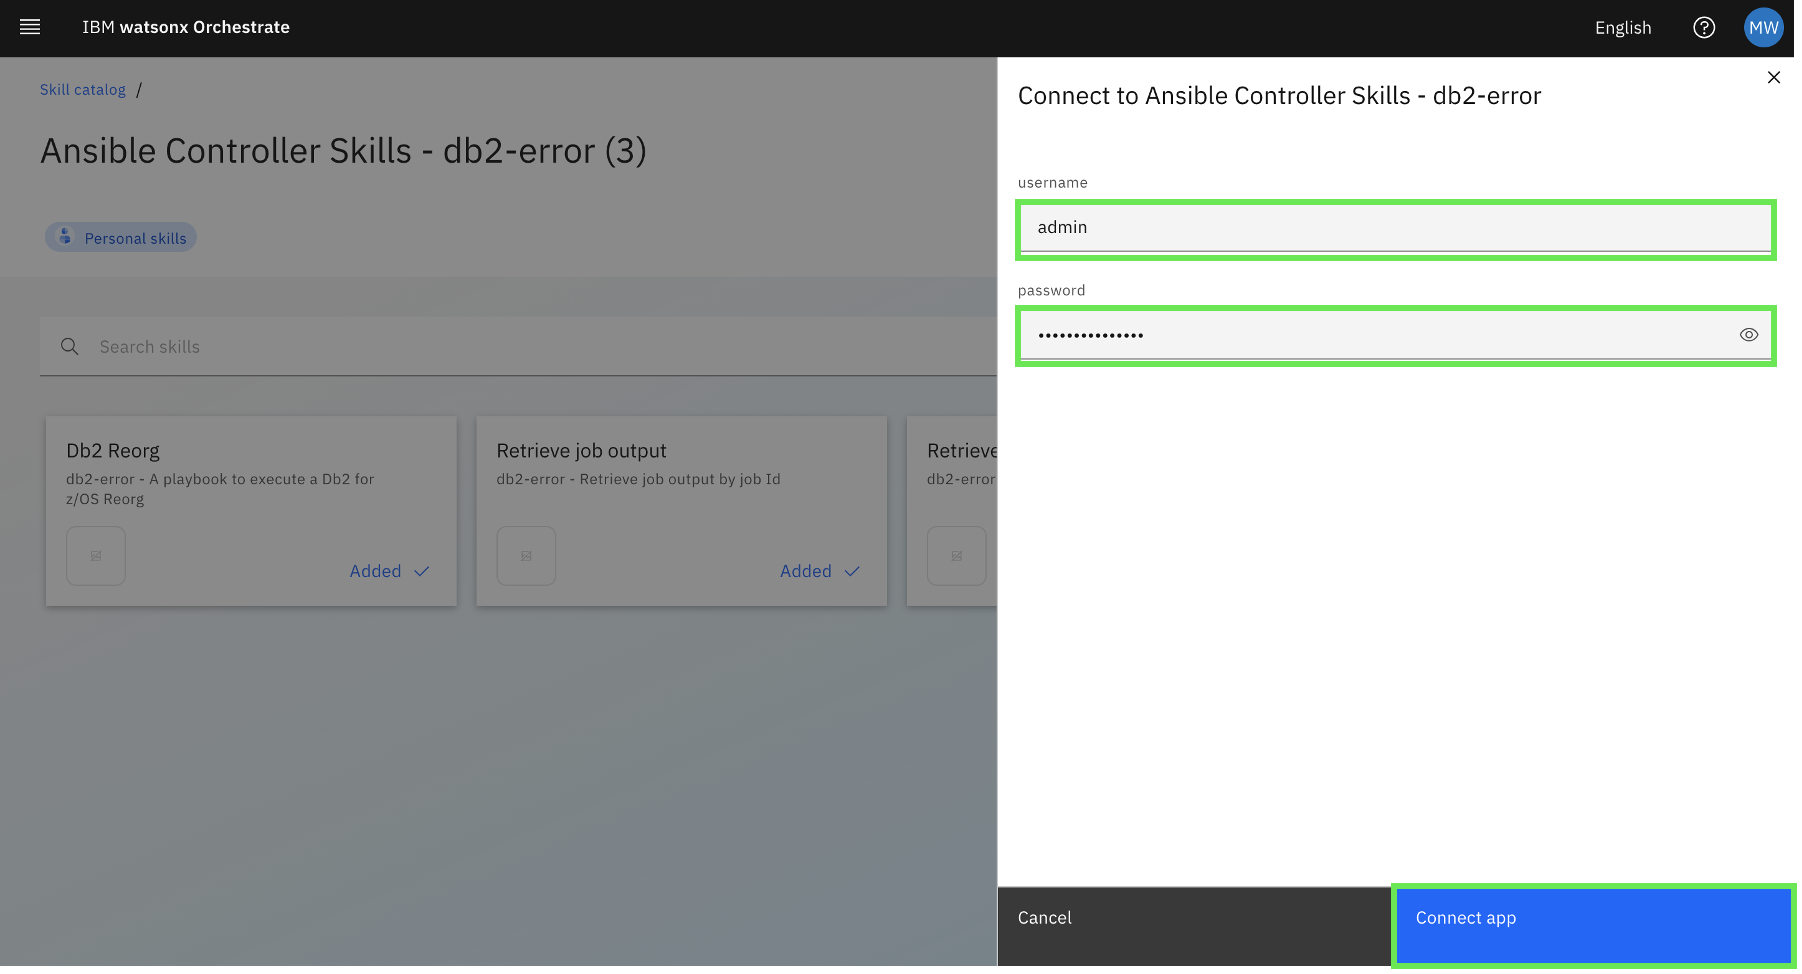 IBM watsonx Orchestrate
English
MW
Skill catalog /
Ansible Controller Skills - db2-error (3)
Personal skills
Search skills
Db2 Reorg
db2-error - A playbook to execute a Db2 for
z/OS Reorg
Added
Retrieve job output
db2-error - Retrieve job output by job Id
Added
Retrieve
db2-error
Connect to Ansible Controller Skills - db2-error
username
admin
password
•••••••••••••••
Cancel
Connect app